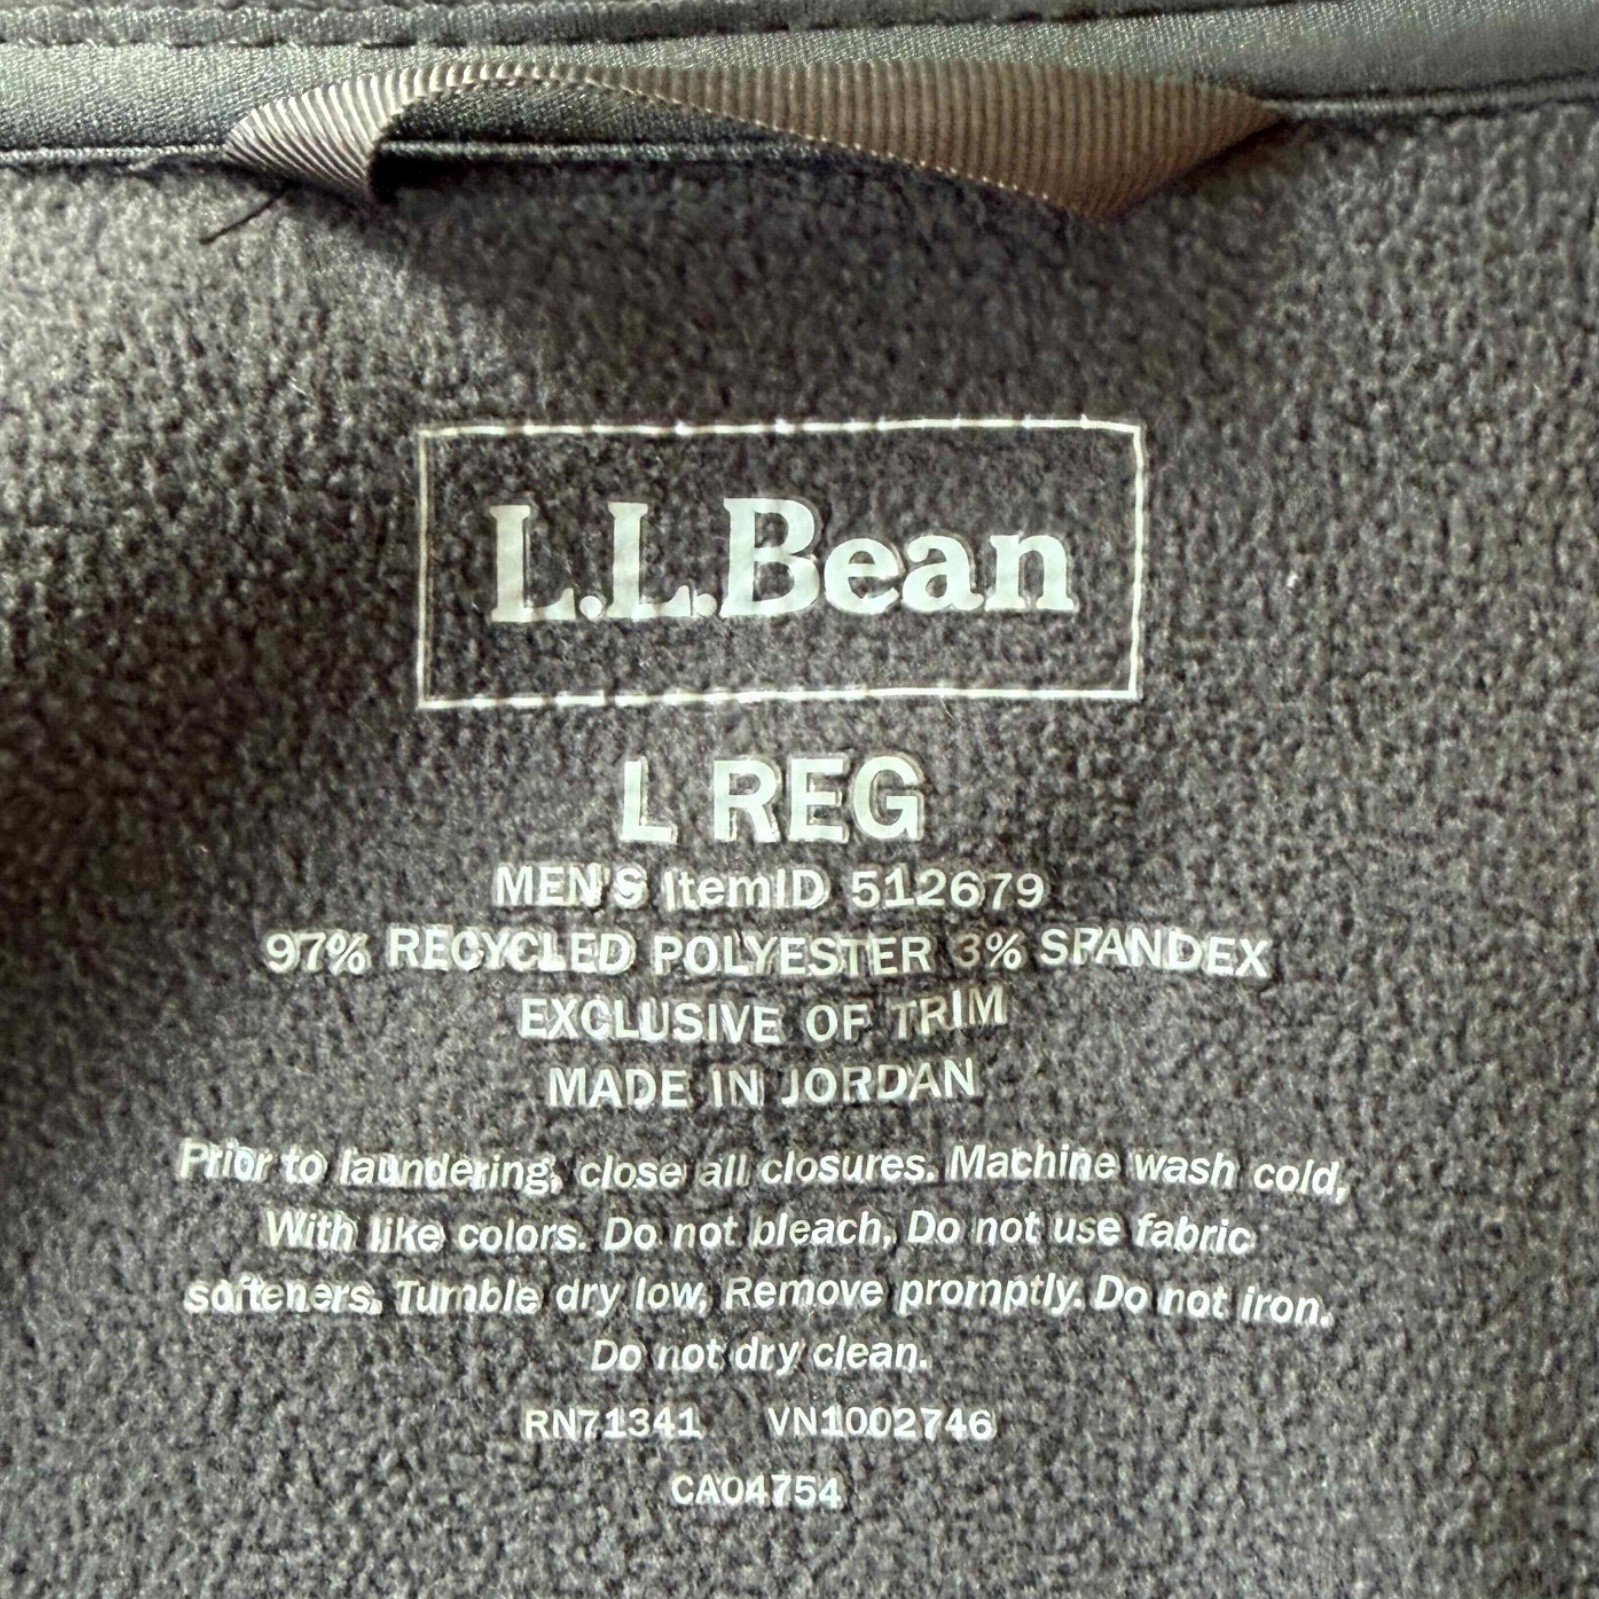 L.L.Bean
L REG
MEN'S ItemID 512679
97% RECYCLED POLYESTER 3% SPANDEX
EXCLUSIVE OF TRIM
MADE IN JORDAN
Prior to laundering, close all closures. Machine wash cold,
With like colors. Do not bleach, Do not use fabric
softeners, Tumble dry low, Remove promptly. Do not iron.
Do not dry clean.
RN71341 VN1002746
CA04754